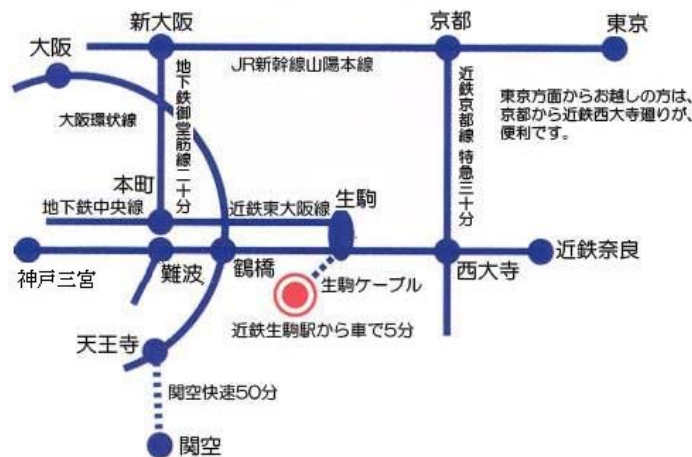 新大阪
京都
東京
大阪
JR新幹線山陽本線
地下鉄御堂筋線二十分
近鉄京都線 特急三十分
東京方面からお越しの方は、
京都から近鉄西大寺廻りが、
便利です。
大阪環状線
本町
生駒
地下鉄中央線
近鉄東大阪線
神戸三宮
難波
鶴橋
西大寺
近鉄奈良
生駒ケーブル
近鉄生駒駅から車で5分
天王寺
関空快速50分
関空